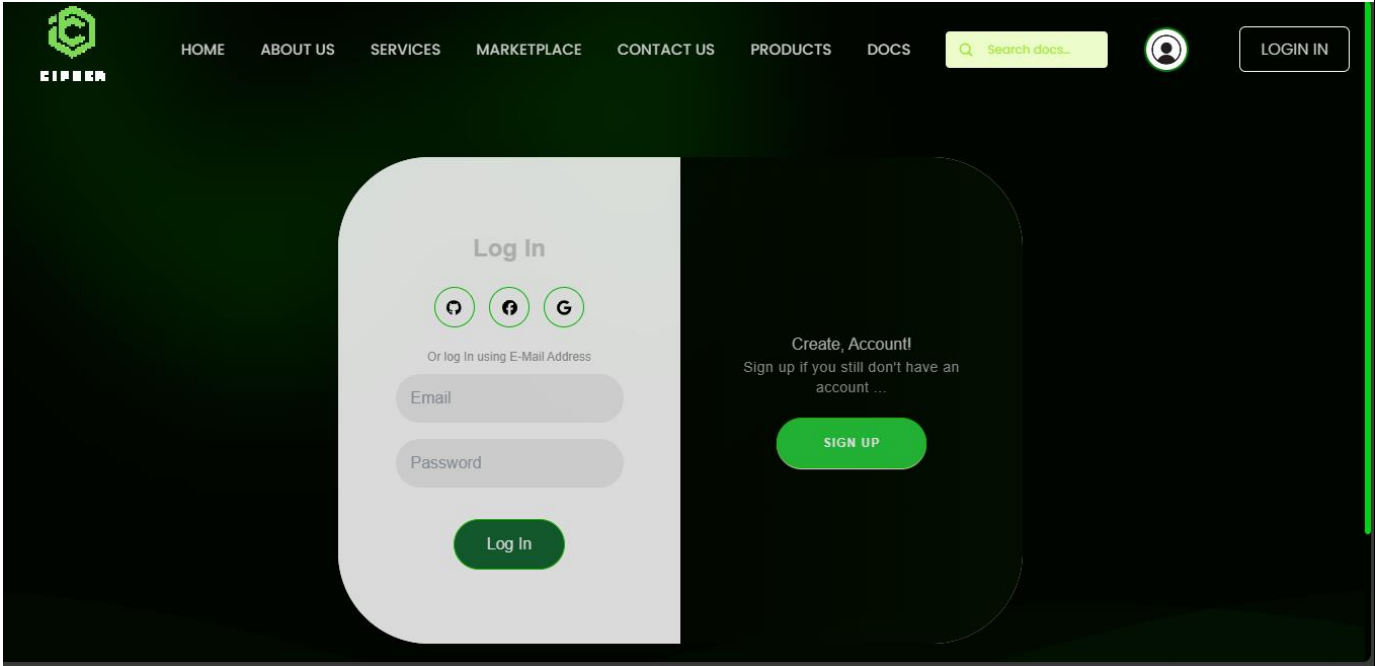 CIPHER
HOME
ABOUT US
SERVICES
MARKETPLACE
CONTACT US
PRODUCTS
DOCS
Search docs...
LOGIN IN
Log In
Or log In using E-Mail Address
Email
Password
Log In
Create, Account!
Sign up if you still don't have an
account ...
SIGN UP